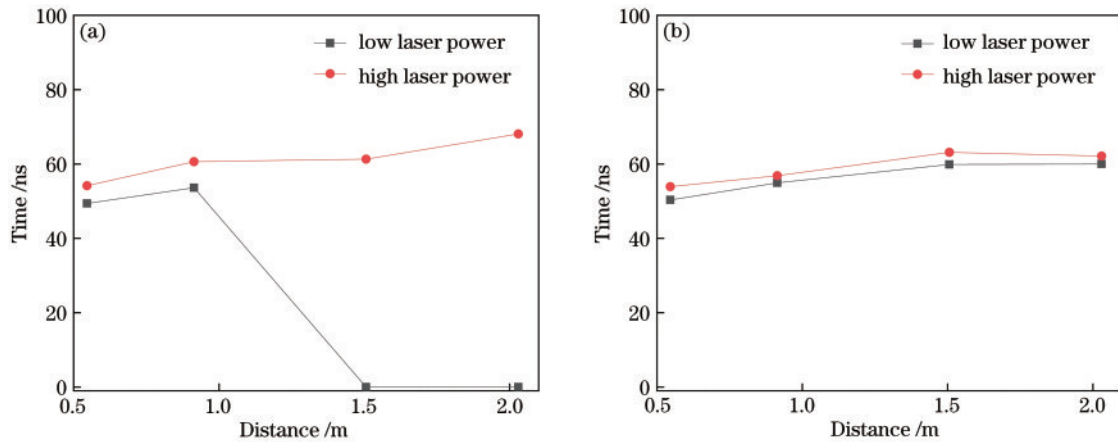 (a)
low laser power
high laser power
100
80
60
40
20
0
Time /ns
0.5 1.0 1.5 2.0
Distance /m
(b)
low laser power
high laser power
100
80
60
40
20
0
Time /ns
0.5 1.0 1.5 2.0
Distance /m